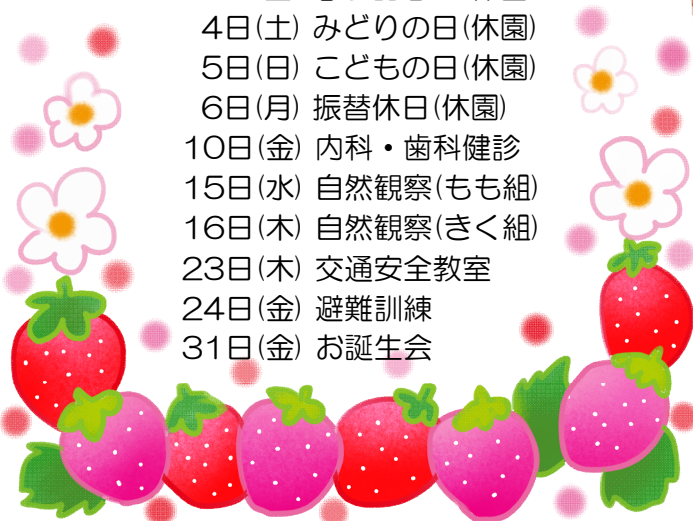 4日(土) みどりの日(休園)
5日(日) こどもの日(休園)
6日(月) 振替休日(休園)
10日(金) 内科・歯科健診
15日(水) 自然観察(もも組)
16日(木) 自然観察(きく組)
23日(木) 交通安全教室
24日(金) 避難訓練
31日(金) お誕生会